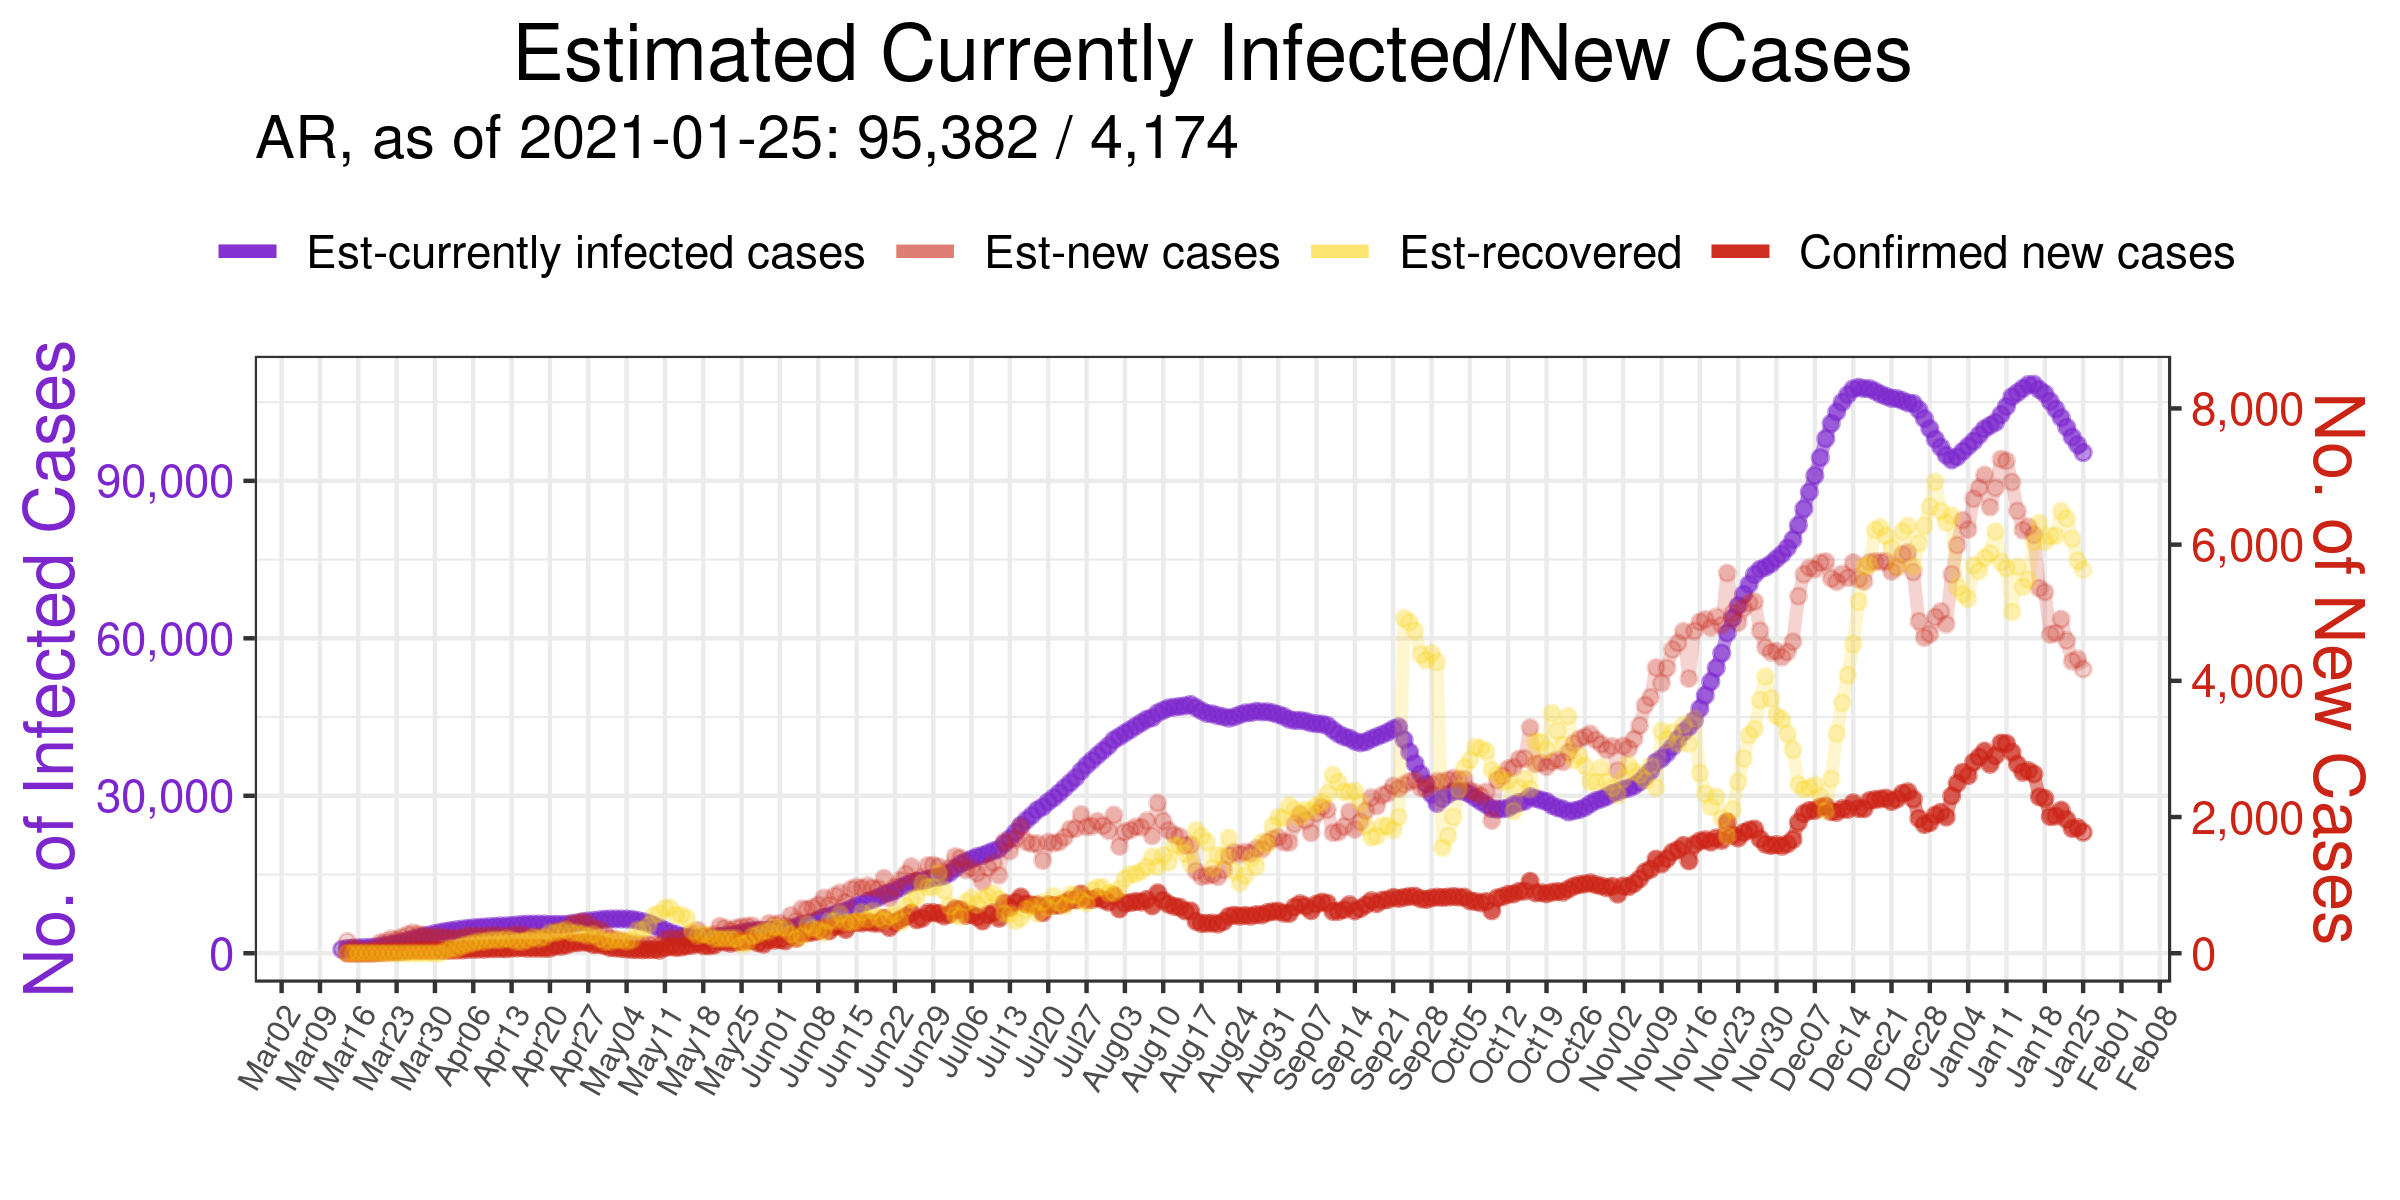 Estimated Currently Infected/New Cases
AR, as of 2021-01-25: 95,382 / 4,174
Est-currently infected cases Est-new cases Est-recovered Confirmed new cases
No. of Infected Cases
90,000
60,000
30,000
0
8,000
6,000
4,000
2,000
0
No. of New Cases
Mar02 Mar09 Mar16 Mar23 Mar30 Apr06 Apr13 Apr20 Apr27 May04 May11 May18 May25 Jun01 Jun08 Jun15 Jun22 Jun29 Jul06 Jul13 Jul20 Jul27 Aug03 Aug10 Aug17 Aug24 Aug31 Sep07 Sep14 Sep21 Sep28 Oct05 Oct12 Oct19 Oct26 Nov02 Nov09 Nov16 Nov23 Nov30 Dec07 Dec14 Dec21 Dec28 Jan04 Jan11 Jan18 Jan25 Feb01 Feb08